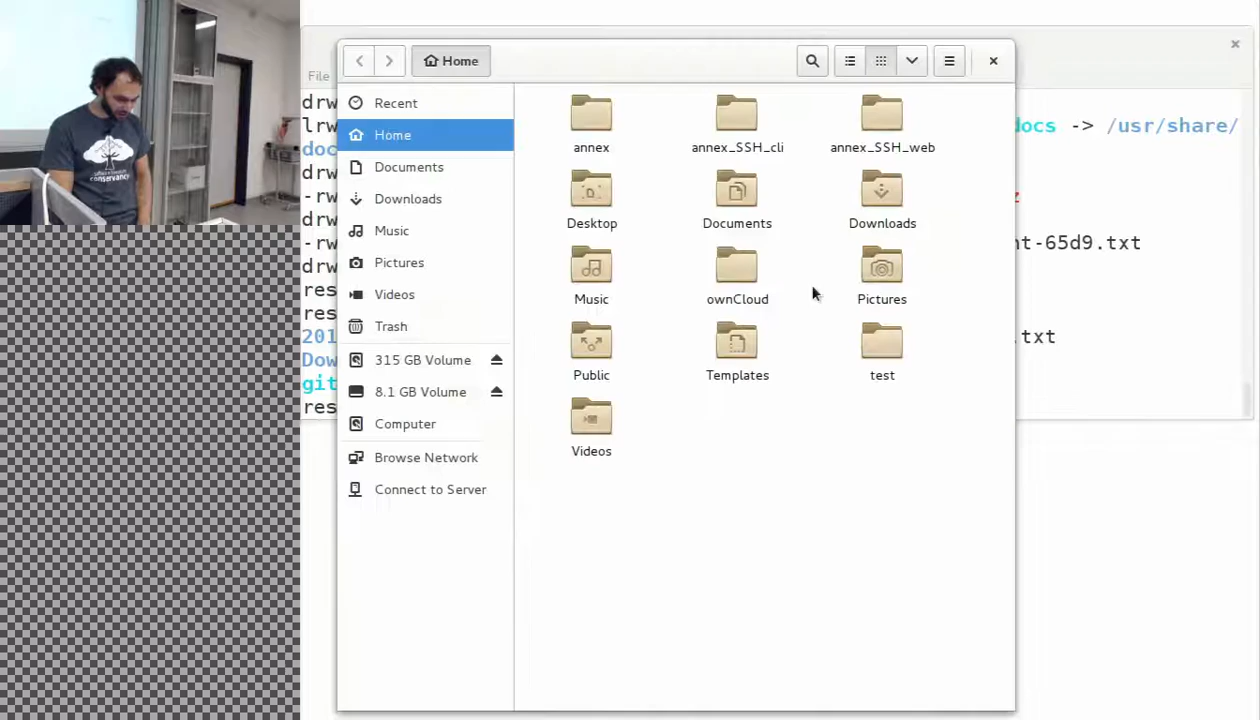 conservancy
Home
File
Recent
Home
Documents
Downloads
Music
Pictures
Videos
Trash
315 GB Volume
8.1 GB Volume
Computer
Browse Network
Connect to Server
annex
annex_SSH_cli
annex_SSH_web
Desktop
Documents
Downloads
Music
ownCloud
Pictures
Public
Templates
test
Videos
drw
lrw
doc
drw
-rw
drw
-rw
drw
res
res
201
Dow
git
res
docs -> /usr/share/
z
nt-65d9.txt
.txt